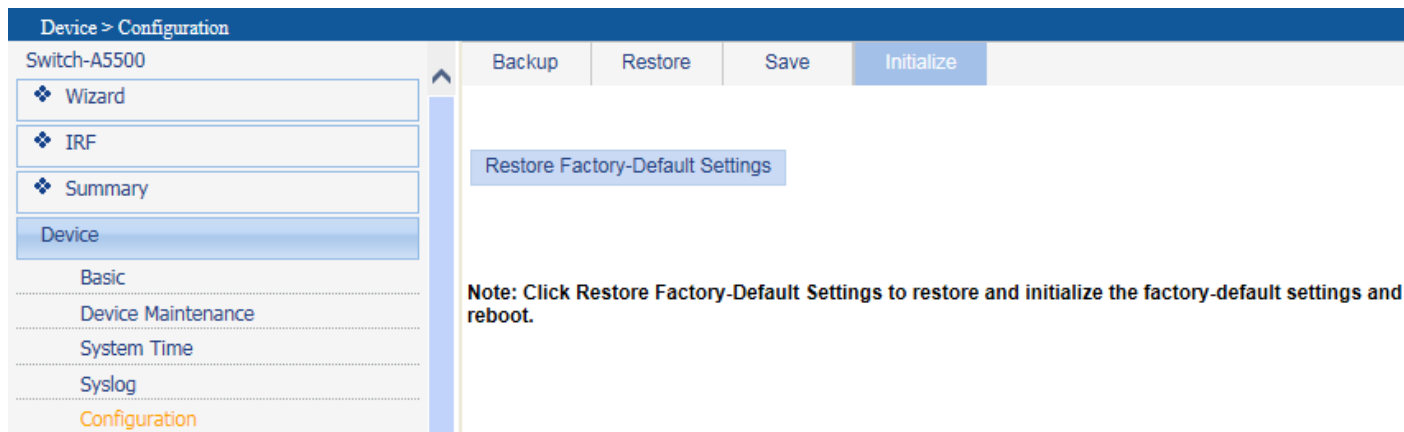 Device > Configuration
Switch-A5500
Wizard
IRF
Summary
Device
Basic
Device Maintenance
System Time
Syslog
Configuration
Backup Restore Save Initialize
Restore Factory-Default Settings
Note: Click Restore Factory-Default Settings to restore and initialize the factory-default settings and
reboot.